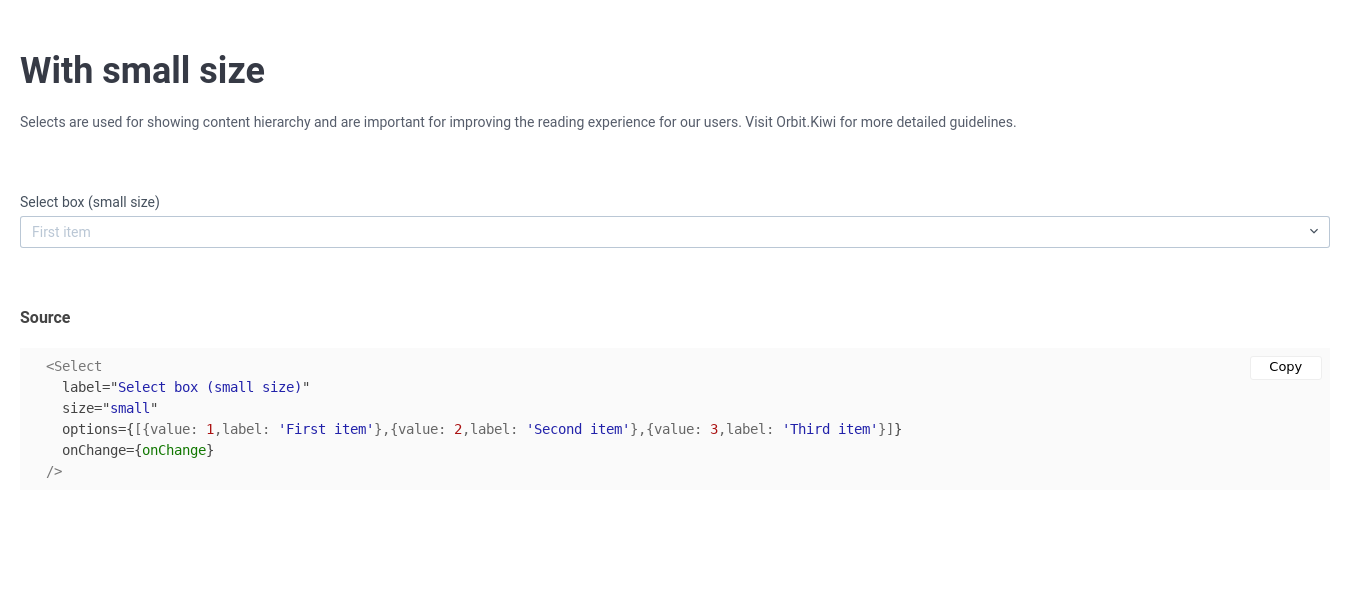 With small size
Selects are used for showing content hierarchy and are important for improving the reading experience for our users. Visit Orbit.Kiwi for more detailed guidelines.
Select box (small size)
First item
Source
<Select
label="Select box (small size)"
size="small"
options={[{value: 1,label: 'First item'},{value: 2,label: 'Second item'},{value: 3,label: 'Third item'}]}
onChange={onChange}
/>
Copy